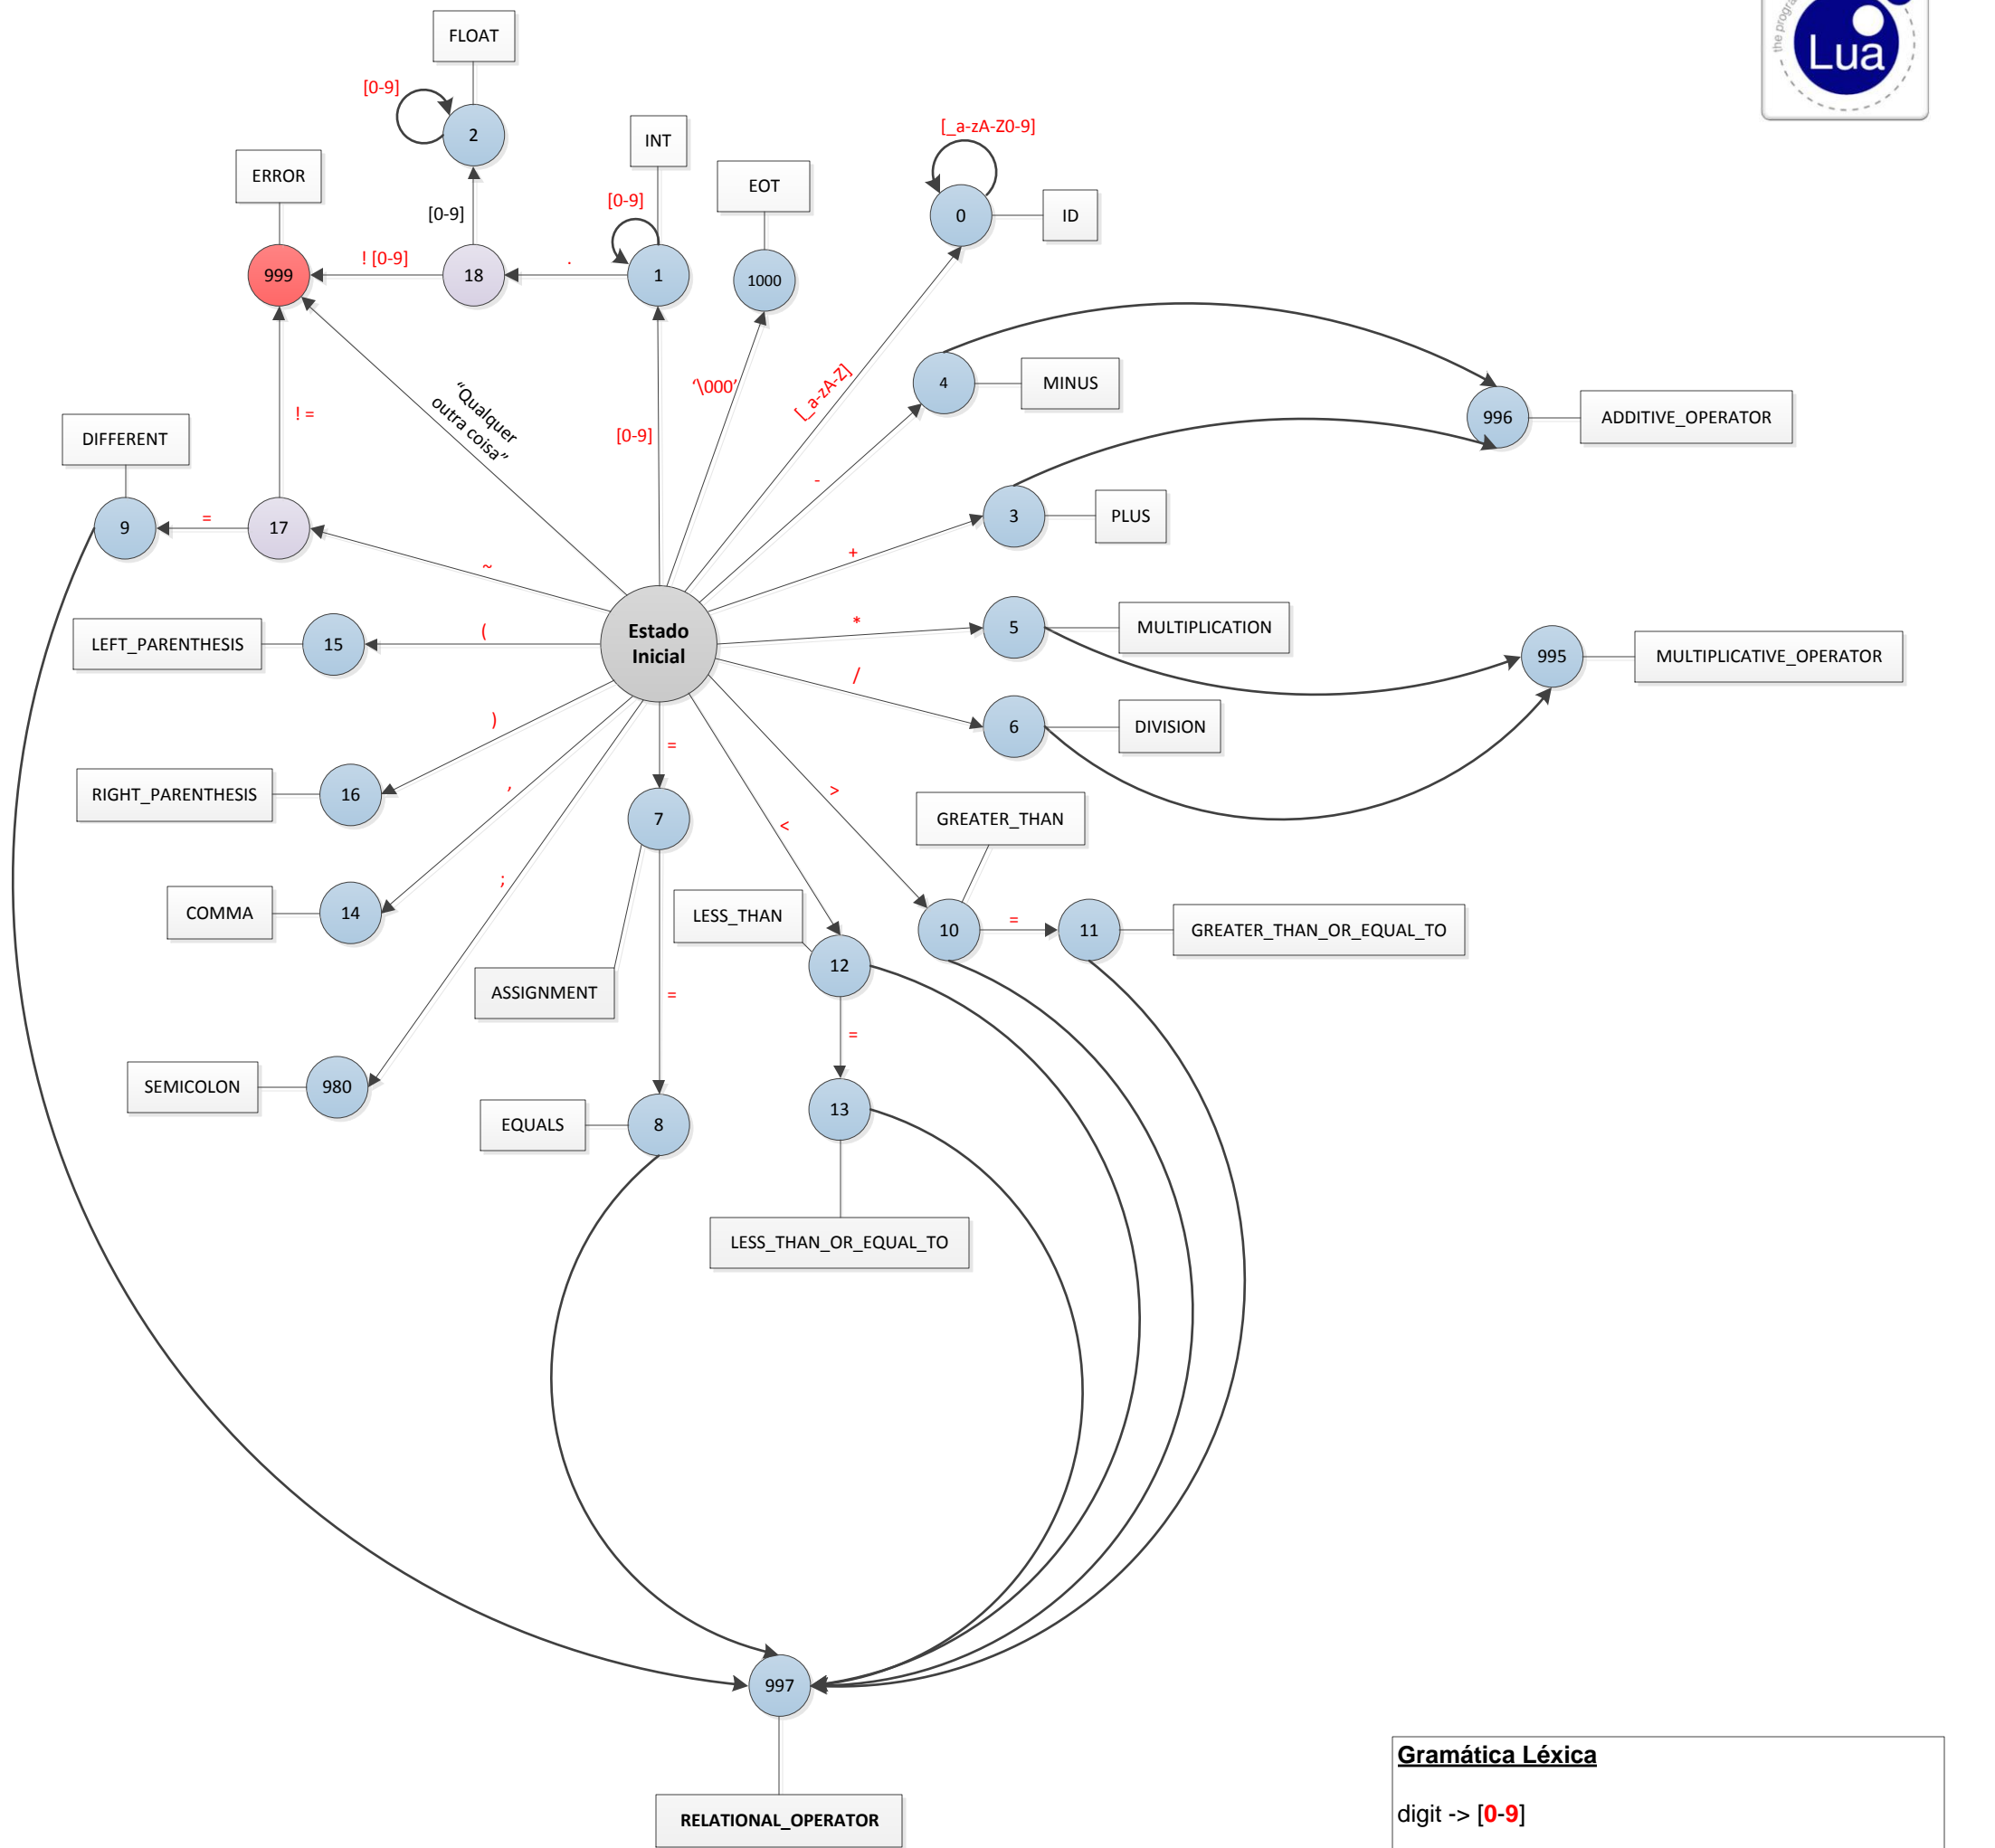 the progra
Lua
FLOAT
[0-9]
2
INT
[_a-zA-Z0-9]
ERROR
EOT
[0-9]
[0-9]
0
ID
! [0-9]
.
999
18
1
1000
4
MINUS
996
ADDITIVE_OPERATOR
'\000'
[_a-zA-Z]
"Qualquer
outra coisa"
! =
[0-9]
DIFFERENT
-
3
PLUS
9
=
17
~
+
Estado
Inicial
LEFT_PARENTHESIS
15
(
*
5
MULTIPLICATION
995
MULTIPLICATIVE_OPERATOR
/
6
DIVISION
)
=
RIGHT_PARENTHESIS
16
,
7
<
>
GREATER_THAN
;
COMMA
14
LESS_THAN
10
=
11
GREATER_THAN_OR_EQUAL_TO
12
ASSIGNMENT
=
=
SEMICOLON
980
EQUALS
8
13
LESS_THAN_OR_EQUAL_TO
997
RELATIONAL_OPERATOR
Gramática Léxica
digit -> [0-9]